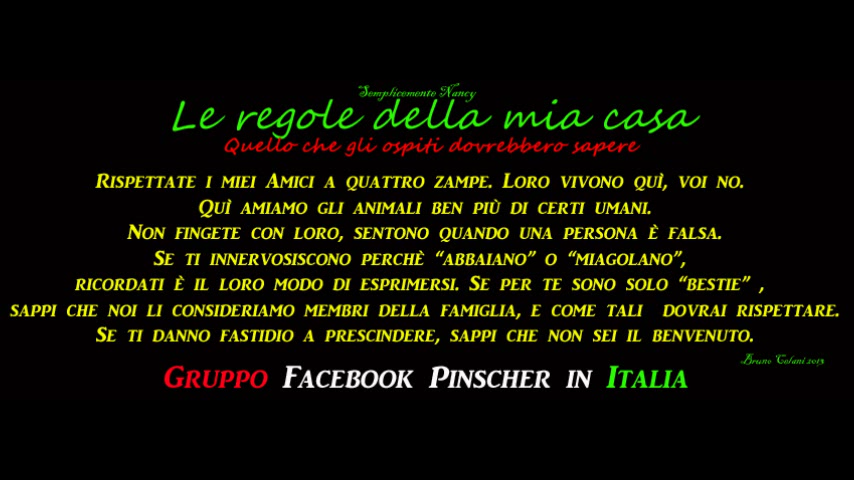 Semplicemente Nancy
Le regole della mia casa
Quello che gli ospiti dovrebbero sapere
Rispettate i miei Amici a quattro zampe. Loro vivono quì, voi no.
Quì amiamo gli animali ben più di certi umani.
Non fingete con loro, sentono quando una persona è falsa.
Se ti innervosiscono perchè “abbaiano” o “miagolano”,
ricordati è il loro modo di esprimersi. Se per te sono solo “bestie” ,
sappi che noi li consideriamo membri della famiglia, e come tali dovrai rispettare.
Se ti danno fastidio a prescindere, sappi che non sei il benvenuto.
Bruno Colani 2013
Gruppo Facebook Pinscher in Italia